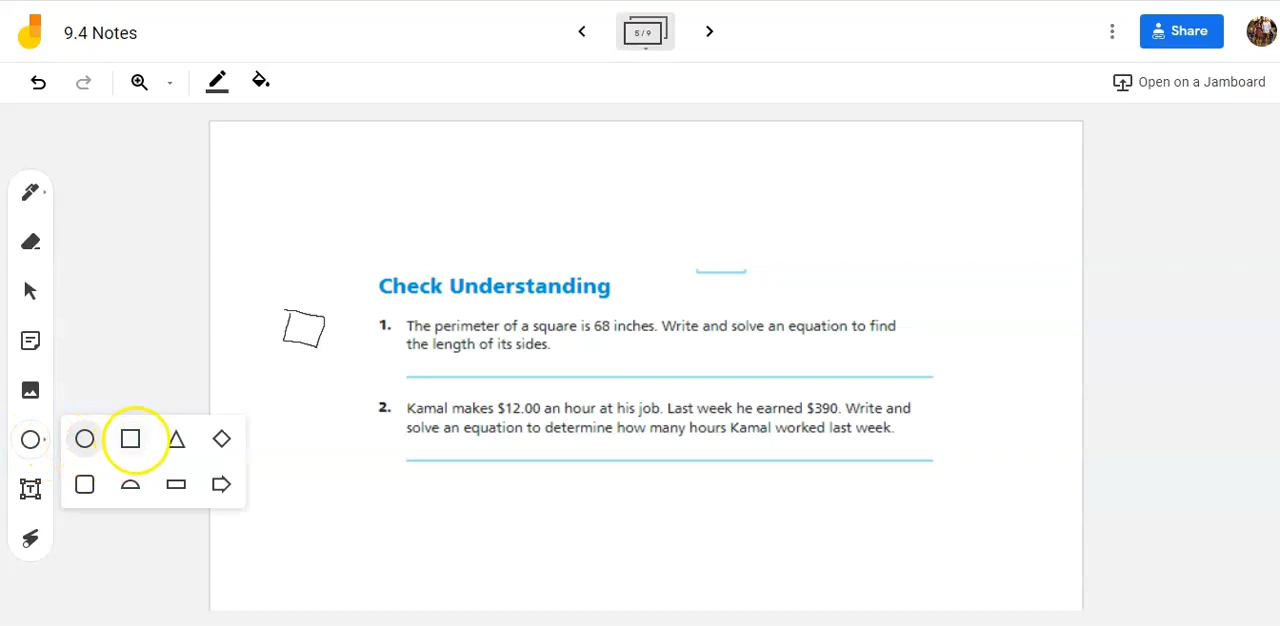 9.4 Notes
5 / 9
Share
Open on a Jamboard
Check Understanding
1. The perimeter of a square is 68 inches. Write and solve an equation to find
the length of its sides.
2. Kamal makes $12.00 an hour at his job. Last week he earned $390. Write and
solve an equation to determine how many hours Kamal worked last week.
T